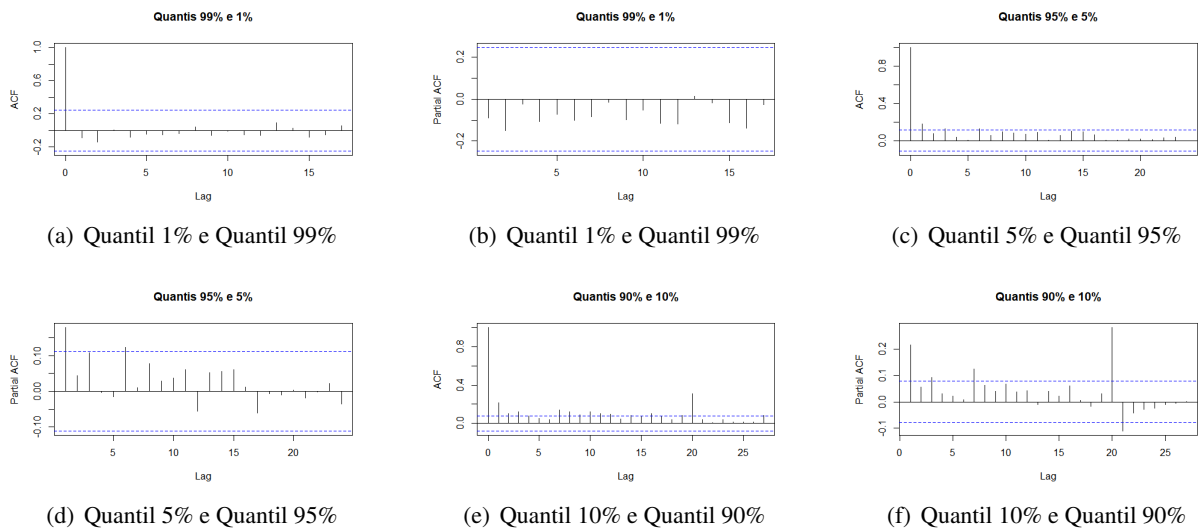 Quantis 99% e 1%
ACF
-0.2 0.2 0.6 1.0
0 5 10 15
Lag
(a) Quantil 1% e Quantil 99%
Quantis 99% e 1%
Partial ACF
-0.2 0.0 0.2
5 10 15
Lag
(b) Quantil 1% e Quantil 99%
Quantis 95% e 5%
ACF
0.0 0.4 0.8
0 5 10 15 20
Lag
(c) Quantil 5% e Quantil 95%
Quantis 95% e 5%
Partial ACF
-0.10 0.00 0.10
5 10 15 20
Lag
(d) Quantil 5% e Quantil 95%
Quantis 90% e 10%
ACF
0.0 0.4 0.8
0 5 10 15 20 25
Lag
(e) Quantil 10% e Quantil 90%
Quantis 90% e 10%
Partial ACF
-0.1 0.0 0.1 0.2
0 5 10 15 20 25
Lag
(f) Quantil 10% e Quantil 90%